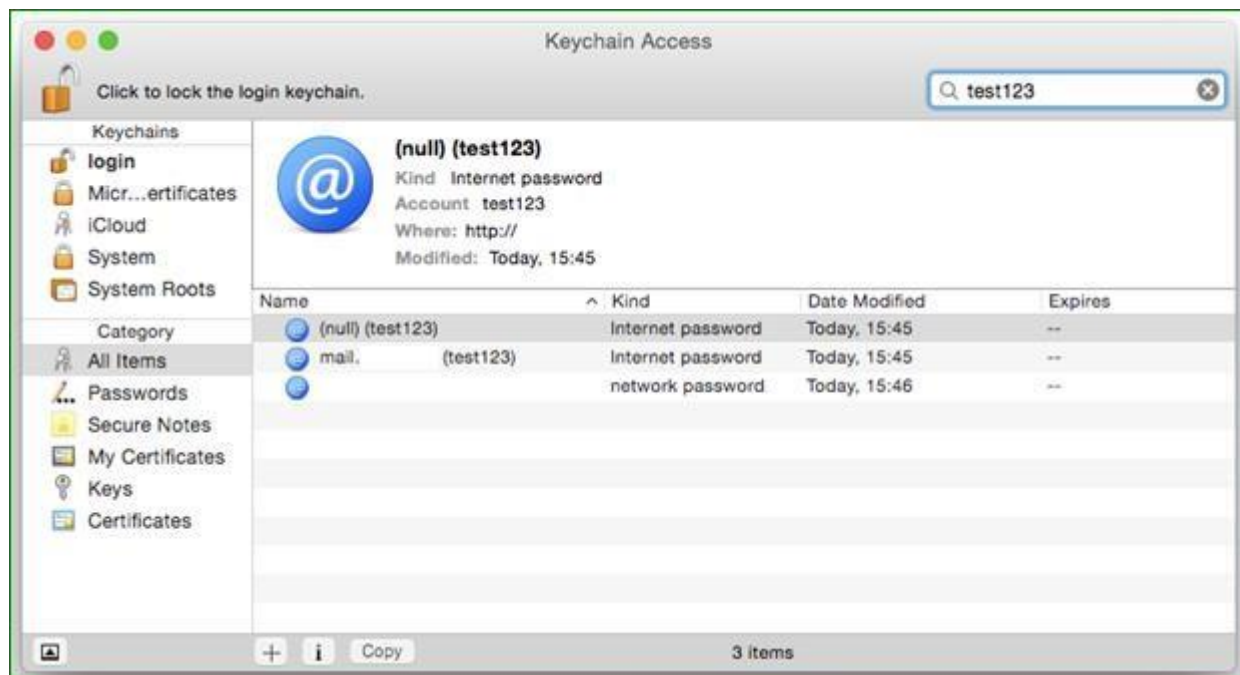 Keychain Access
Click to lock the login keychain.
test123
Keychains
login
Micr...ertificates
iCloud
System
System Roots
Category
All Items
Passwords
Secure Notes
My Certificates
Keys
Certificates
(null) (test123)
Kind Internet password
Account test123
Where: http://
Modified: Today, 15:45
Name Kind Date Modified Expires
(null) (test123) Internet password Today, 15:45 --
mail. (test123) Internet password Today, 15:45 --
network password Today, 15:46 --
+ i Copy 3 items